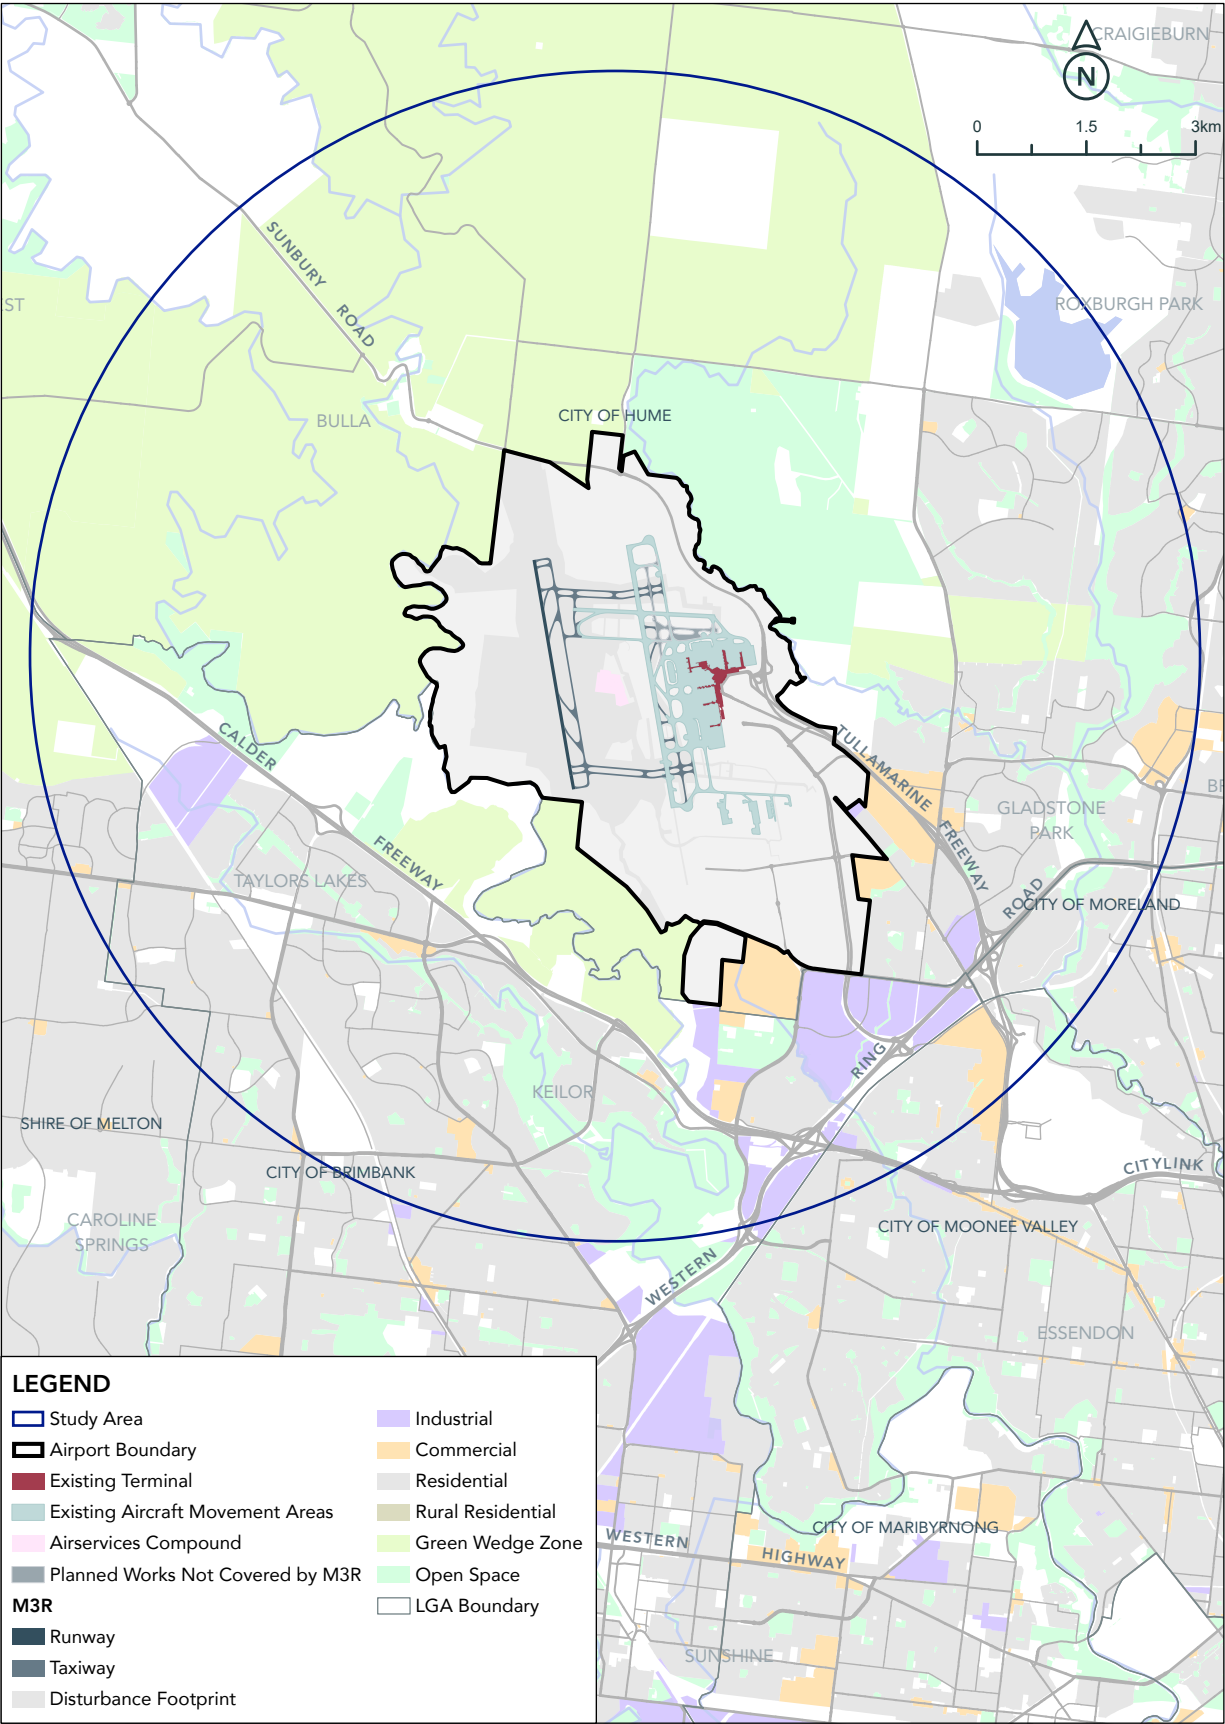 CRAIGIEBURN
N
0 1.5 3km
SUNBURY ROAD
ROXBURGH PARK
ST
BULLA
CITY OF HUME
CALDER
FREEWAY
TULLAMARINE
FREEWAY
GLADSTONE
PARK
BR
TAYLORS LAKES
ROAD
CITY OF MORELAND
RING
KEILOR
SHIRE OF MELTON
CITY OF BRIMBANK
CITYLINK
CAROLINE
SPRINGS
CITY OF MOONEE VALLEY
WESTERN
ESSENDON
WESTERN
HIGHWAY
CITY OF MARIBYRNONG
SUNSHINE
LEGEND
Study Area
Airport Boundary
Existing Terminal
Existing Aircraft Movement Areas
Airservices Compound
Planned Works Not Covered by M3R
M3R
Runway
Taxiway
Disturbance Footprint
Industrial
Commercial
Residential
Rural Residential
Green Wedge Zone
Open Space
LGA Boundary